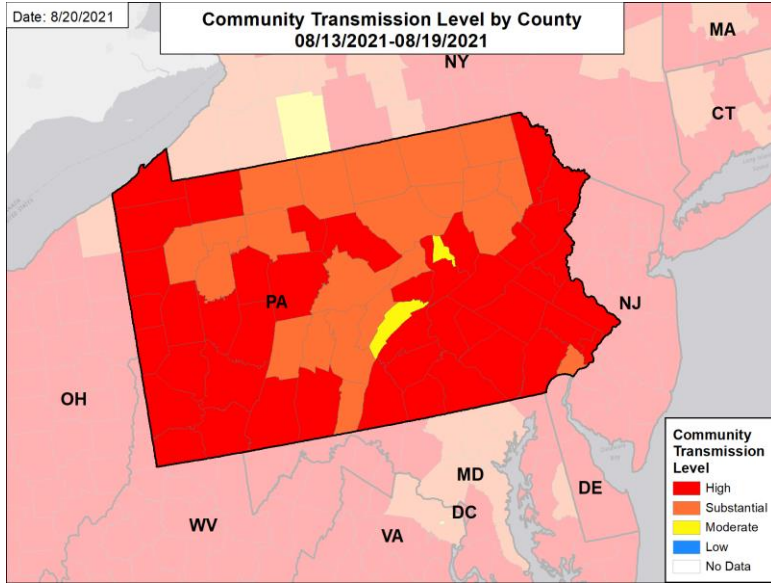 Date: 8/20/2021
Community Transmission Level by County
08/13/2021-08/19/2021
NY
MA
CT
PA
NJ
OH
MD
DE
DC
WV
VA
Community
Transmission
Level
High
Substantial
Moderate
Low
No Data